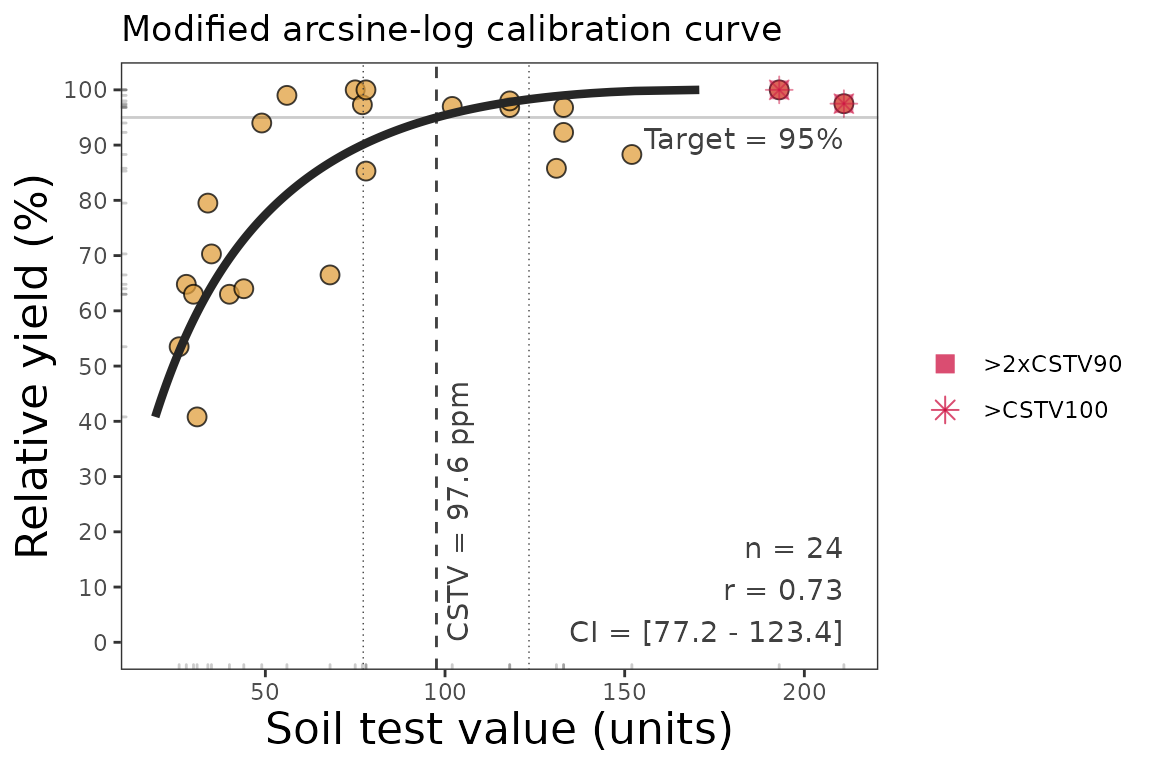 Modified arcsine-log calibration curve
Relative yield (%)
100
90
80
70
60
50
40
30
20
10
0
Target = 95%
CSTV = 97.6 ppm
n = 24
r = 0.73
CI = [77.2 - 123.4]
50 100 150 200
Soil test value (units)
>2xCSTV90
>CSTV100